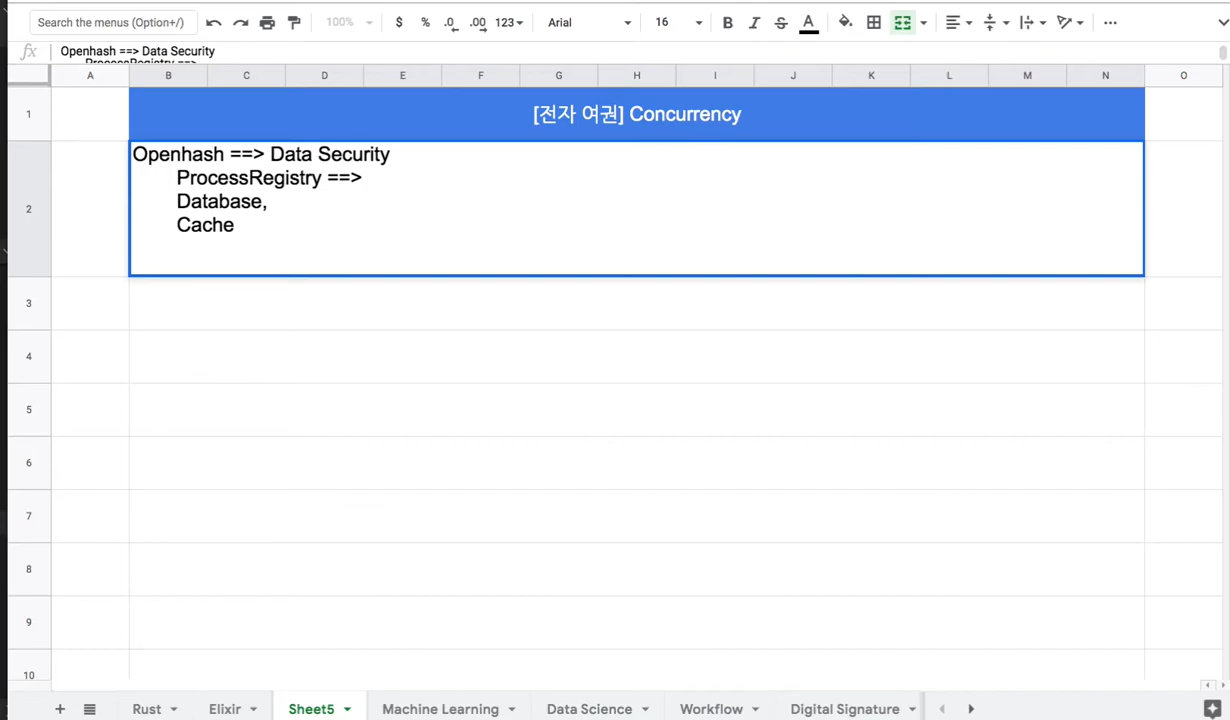 Search the menus (Option+/) 100% $ % .0 .00 123 Arial 16 B I S A
fx Openhash ==> Data Security
ProcessRegistry ==>
A B C D E F G H I J K L M N O
1 [전자 여권] Concurrency
Openhash ==> Data Security
ProcessRegistry ==>
2 Database,
Cache
3
4
5
6
7
8
9
10
Rust Elixir Sheet5 Machine Learning Data Science Workflow Digital Signature